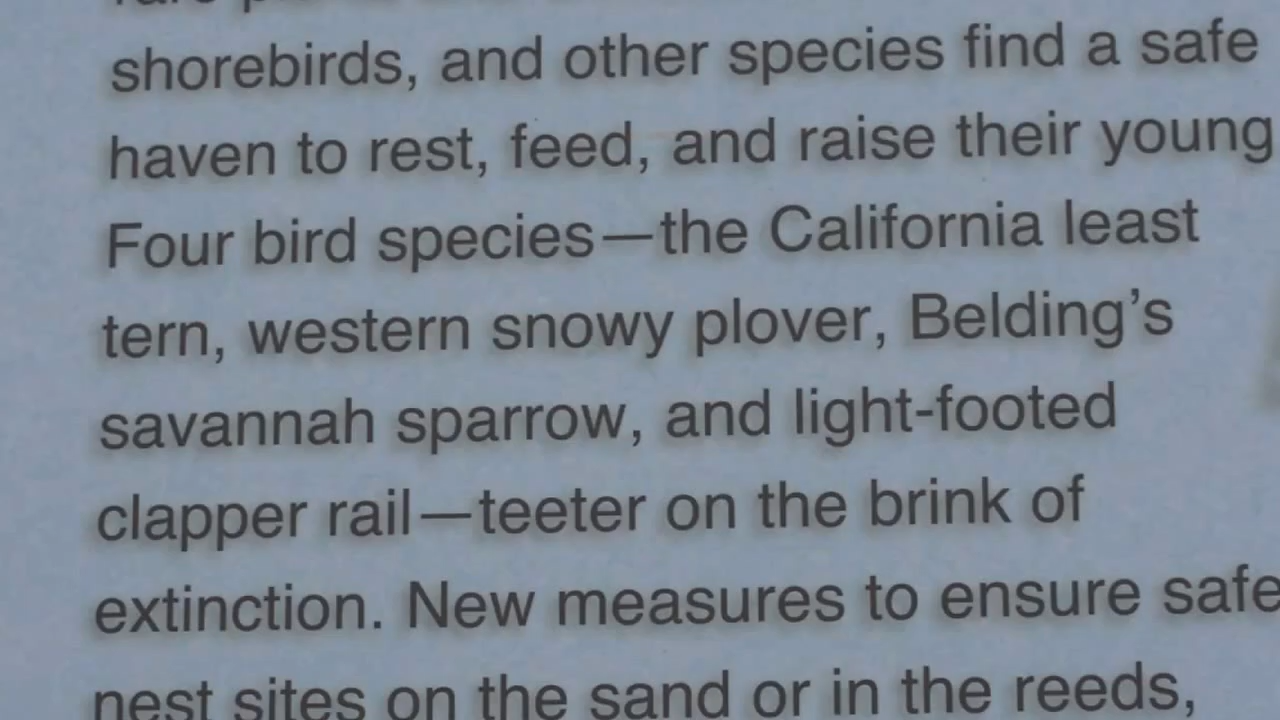 shorebirds, and other species find a safe
haven to rest, feed, and raise their young
Four bird species—the California least
tern, western snowy plover, Belding’s
savannah sparrow, and light-footed
clapper rail—teeter on the brink of
extinction. New measures to ensure safe
nest sites on the sand or in the reeds,